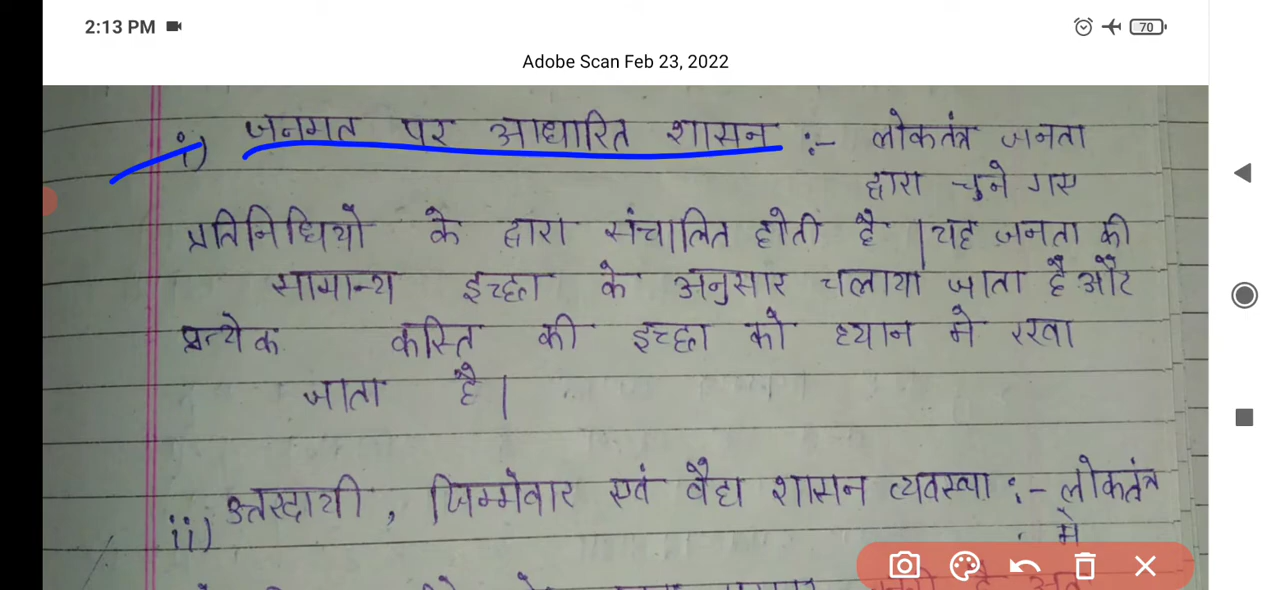 2:13 PM
70
Adobe Scan Feb 23, 2022
i) जनमत पर आधारित शासन :- लोकतंत्र जनता
द्वारा चुने गए
प्रतिनिधियों के द्वारा संचालित होती है | यह जनता की
सामान्य इच्छा के अनुसार चलाया जाता है और
प्रत्येक की इच्छा को ध्यान मे रखा
जाता है |
ii) उत्तरदायी , जिम्मेवार एवं वैद्य शासन व्यवस्था :- लोकतंत्र
मे